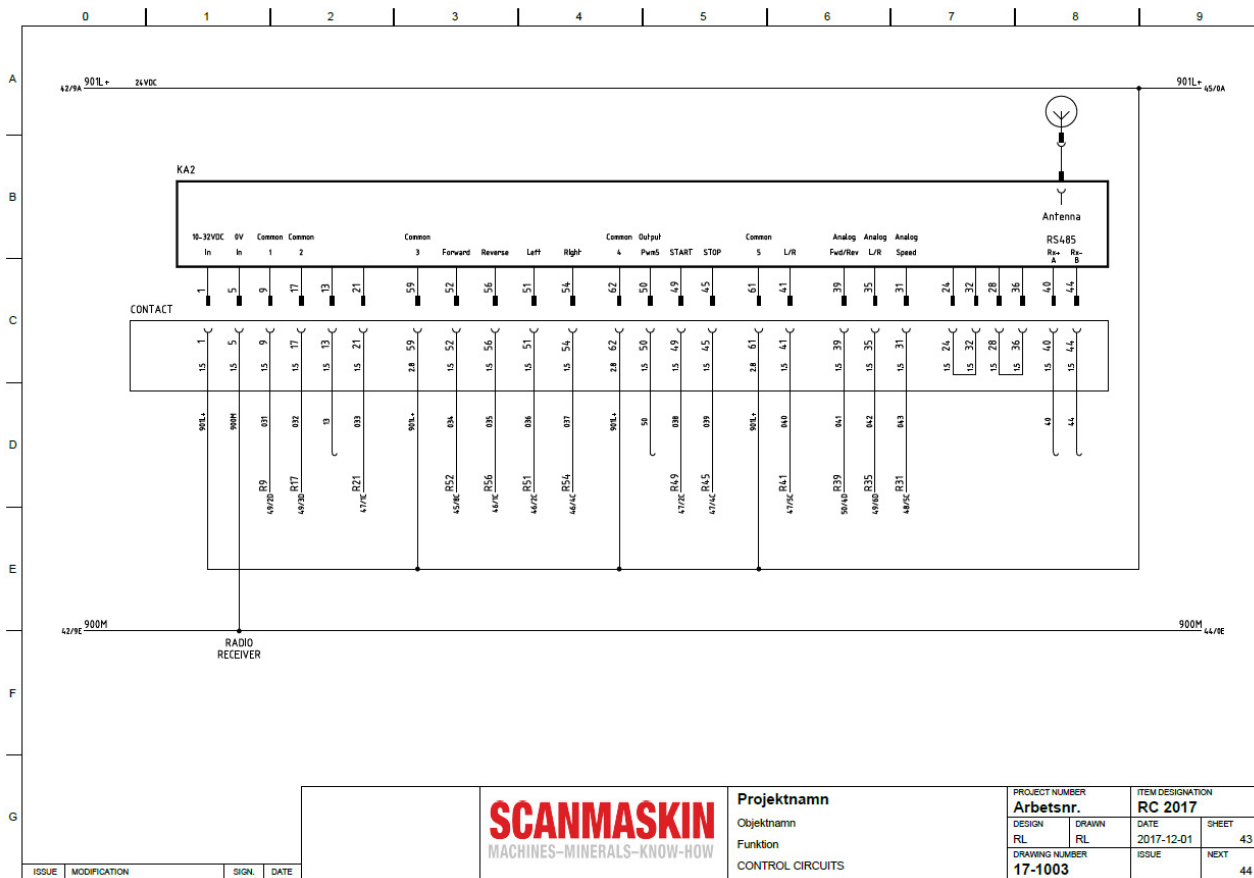 0 1 2 3 4 5 6 7 8 9
A
901L+ 24VDC 901L+
42/9A 45/0A
KA2
B
Antenna
10-32VDC 0V Common Common Common Common Output Common Analog Analog Analog RS485
In In 1 2 3 Forward Reverse Left Right 4 Pwm5 START STOP 5 L/R Fwd/Rev L/R Speed Rx+ Rx-
A B
1 5 9 17 13 21 59 52 56 51 54 62 50 49 45 61 41 39 35 31 24 32 28 36 40 44
CONTACT
C
1 5 9 17 13 21 59 52 56 51 54 62 50 49 45 61 41 39 35 31 24 32 28 36 40 44
1.5 1.5 1.5 1.5 1.5 1.5 2.8 1.5 1.5 1.5 1.5 2.8 1.5 1.5 1.5 2.8 1.5 1.5 1.5 1.5 1.5 1.5 1.5 1.5 1.5 1.5
901L+ 900M 031 032 13 033 901L+ 034 035 036 037 901L+ 50 038 039 901L+ 040 041 042 043 40 44
D
R9 R17 R21 R52 R56 R51 R54 R49 R45 R41 R39 R35 R31
49/2D 49/3D 47/1C 45/8C 46/1C 46/2C 46/4C 47/2C 47/4C 47/5C 50/4D 49/6D 48/5C
E
900M 900M
42/9E 44/0E
RADIO
RECEIVER
F
G
SCANMASKIN
MACHINES–MINERALS–KNOW-HOW
Projektnamn
Objektnamn
Funktion
CONTROL CIRCUITS
PROJECT NUMBER ITEM DESIGNATION
Arbetsnr. RC 2017
DESIGN DRAWN DATE SHEET
RL RL 2017-12-01 43
DRAWING NUMBER ISSUE NEXT
17-1003 44
ISSUE MODIFICATION SIGN. DATE